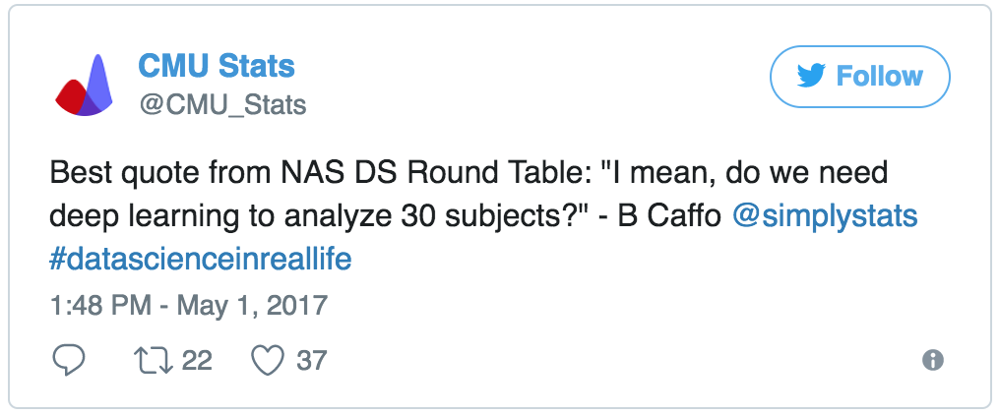 CMU Stats
@CMU_Stats
Follow
Best quote from NAS DS Round Table: "I mean, do we need
deep learning to analyze 30 subjects?" - B Caffo @simplystats
#datascienceinreallife
1:48 PM - May 1, 2017
22 37